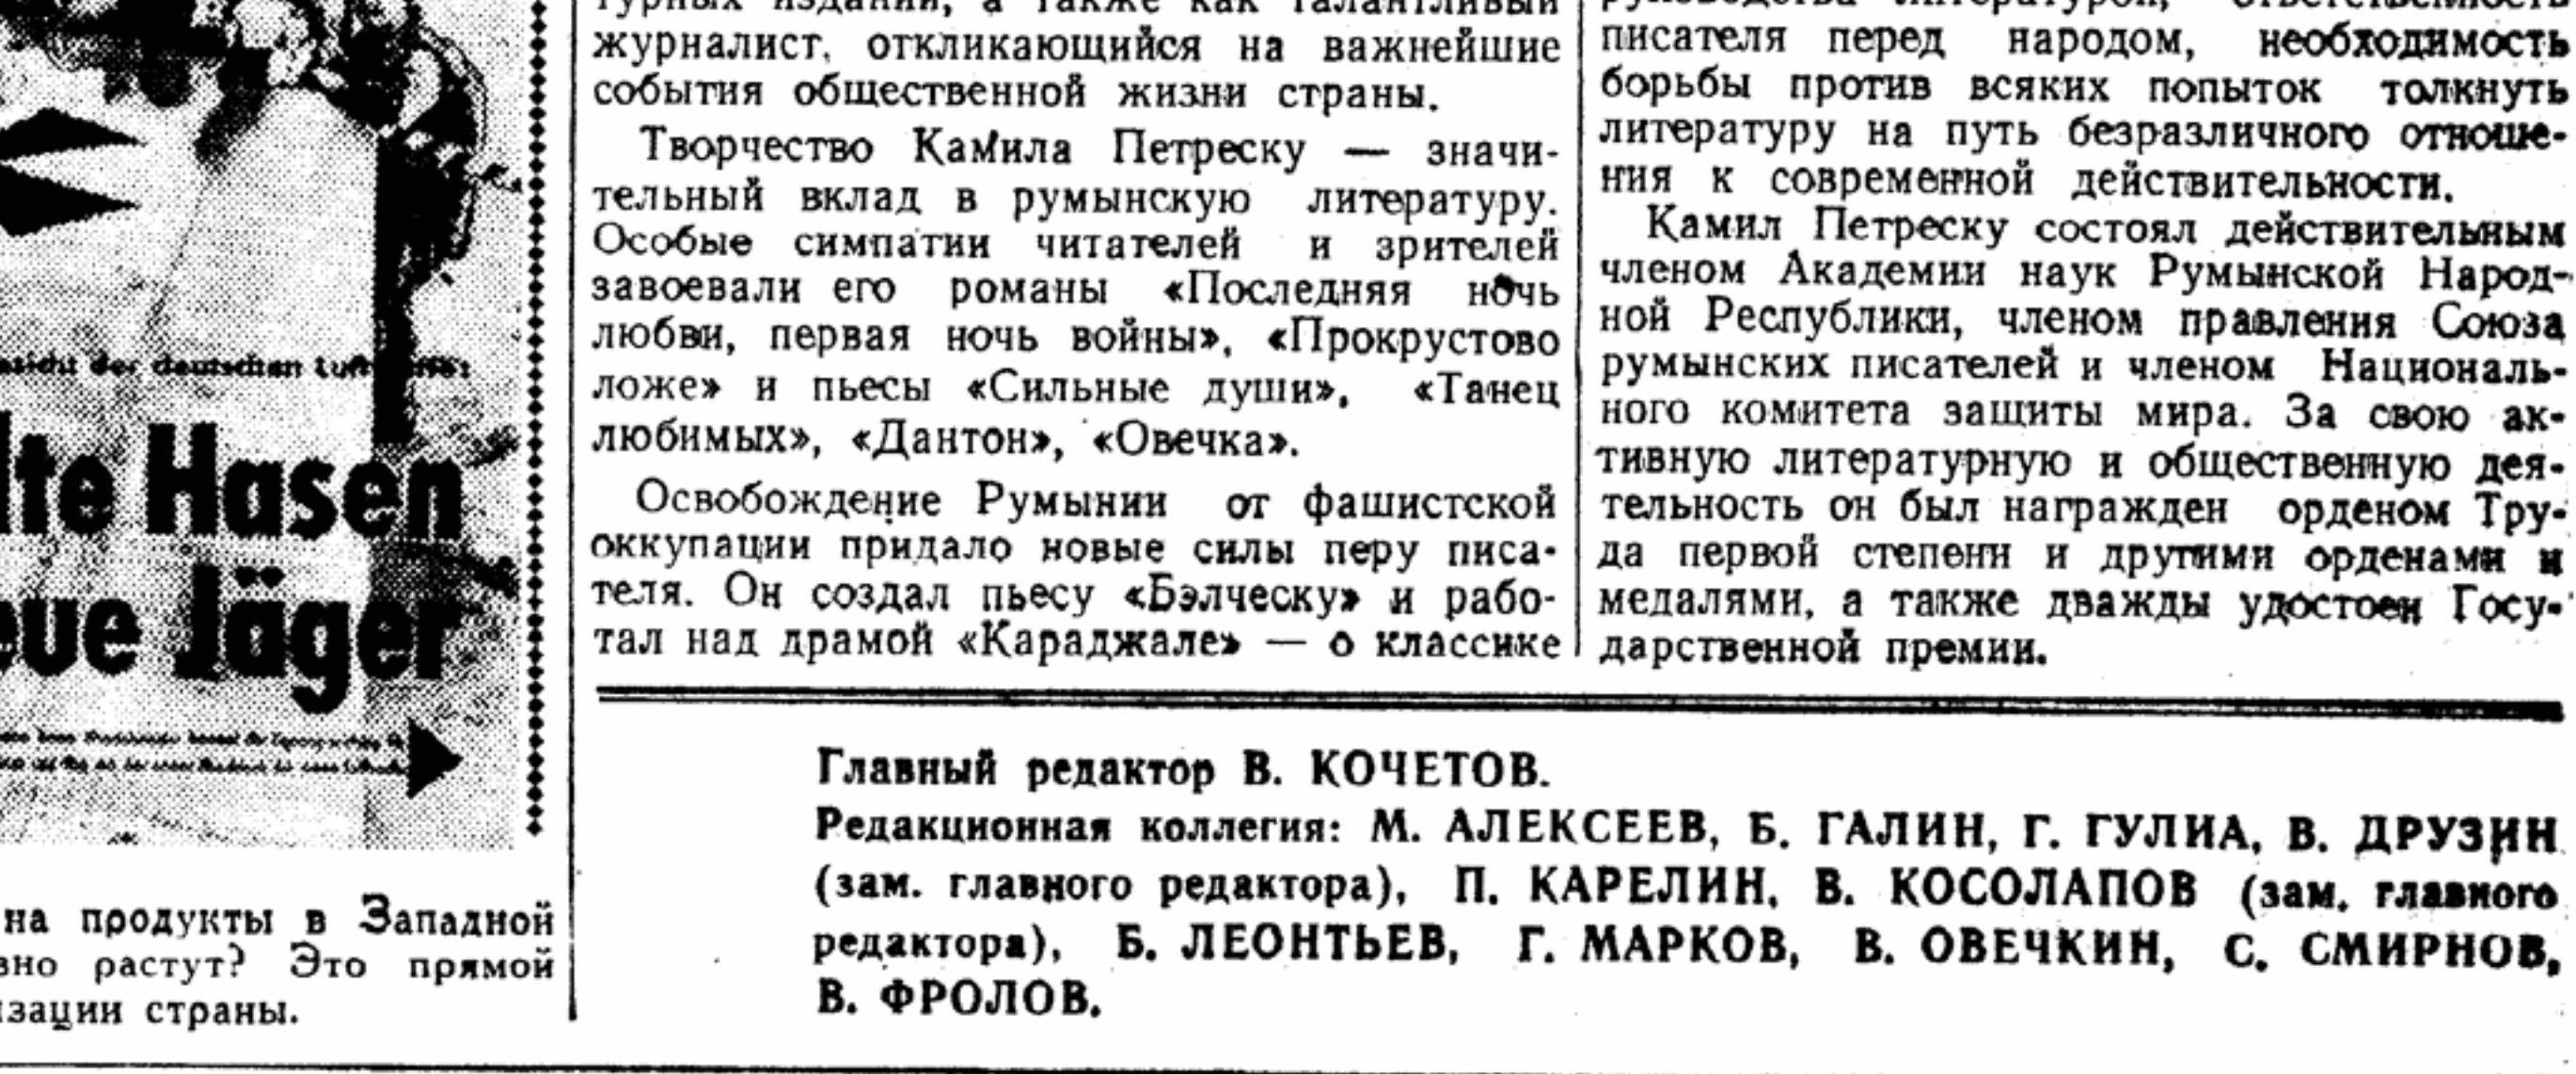 журналист, откликающийся на важнейшие
события общественной жизни страны.
Творчество Камила Петреску — значи-
тельный вклад в румынскую литературу.
Особые симпатии читателей и зрителей
завоевали его романы «Последняя ночь
любви, первая ночь войны», «Прокрустово
ложе» и пьесы «Сильные души», «Танец
любимых», «Дантон», «Овечка».
Освобождение Румынии от фашистской
оккупации придало новые силы перу писа-
теля. Он создал пьесу «Бэлческу» и рабо-
тал над драмой «Караджале» — о классике
писателя перед народом, необходимость
борьбы против всяких попыток толкнуть
литературу на путь безразличного отноше-
ния к современной действительности.
Камил Петреску состоял действительным
членом Академии наук Румынской Народ-
ной Республики, членом правления Союза
румынских писателей и членом Националь-
ного комитета защиты мира. За свою ак-
тивную литературную и общественную дея-
тельность он был награжден орденом Тру-
да первой степени и другими орденами и
медалями, а также дважды удостоен Госу-
дарственной премии.
der deutschen
Hasen
Jäger
на продукты в Западной
растут? Это прямой
страны.
Главный редактор В. КОЧЕТОВ.
Редакционная коллегия: М. АЛЕКСЕЕВ, Б. ГАЛИН, Г. ГУЛИА, В. ДРУЗИН
(зам. главного редактора), П. КАРЕЛИН, В. КОСОЛАПОВ (зам. главного
редактора), Б. ЛЕОНТЬЕВ, Г. МАРКОВ, В. ОВЕЧКИН, С. СМИРНОВ,
В. ФРОЛОВ.